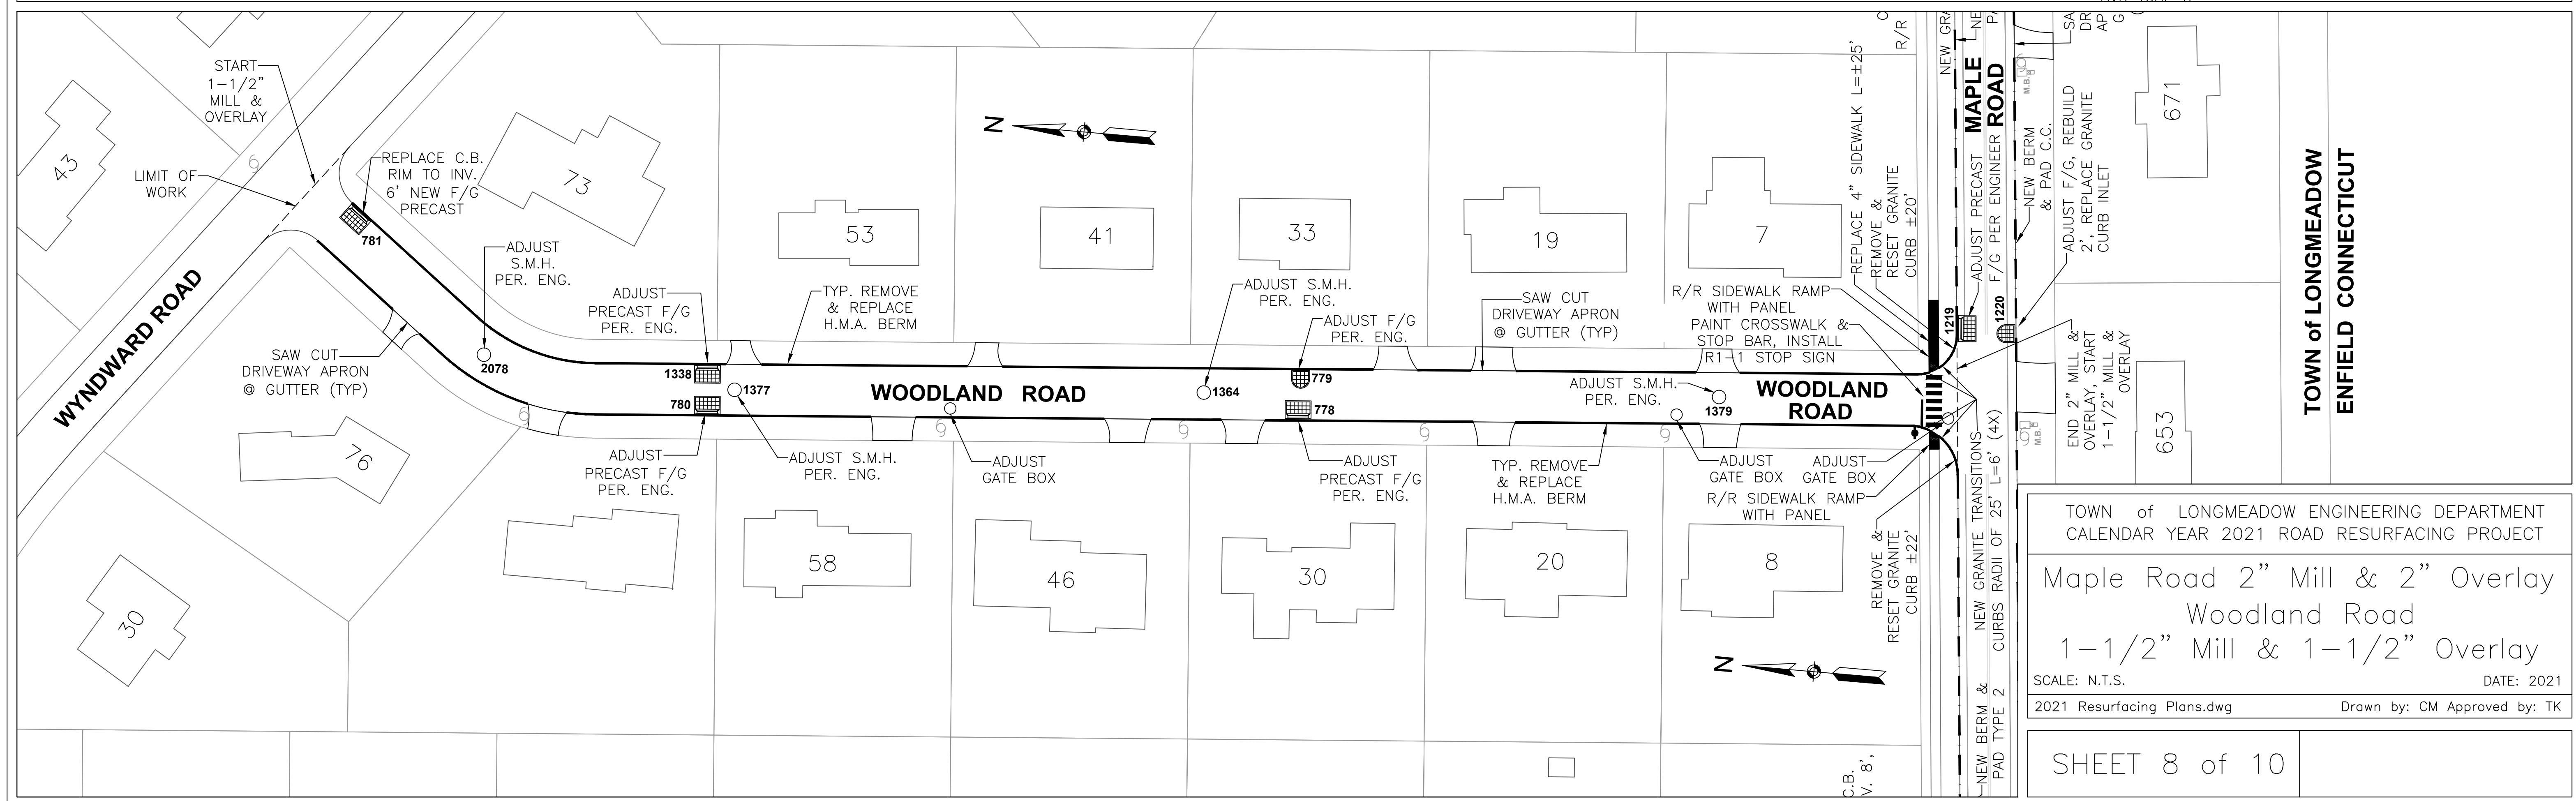 START
1-1/2"
MILL &
OVERLAY
LIMIT OF
WORK
43
REPLACE C.B.
RIM TO INV.
6' NEW F/G
PRECAST
781
73
WYNDWARD ROAD
SAW CUT
DRIVEWAY APRON
@ GUTTER (TYP)
ADJUST
S.M.H.
PER. ENG.
2078
76
30
N
53
41
33
19
7
ADJUST
PRECAST F/G
PER. ENG.
TYP. REMOVE
& REPLACE
H.M.A. BERM
ADJUST S.M.H.
PER. ENG.
ADJUST F/G
PER. ENG.
SAW CUT
DRIVEWAY APRON
@ GUTTER (TYP)
R/R SIDEWALK RAMP
WITH PANEL
PAINT CROSSWALK &
STOP BAR, INSTALL
R1-1 STOP SIGN
1338
1377
780
WOODLAND ROAD
1364
779
778
ADJUST S.M.H.
PER. ENG.
1379
WOODLAND
ROAD
ADJUST
PRECAST F/G
PER. ENG.
ADJUST S.M.H.
PER. ENG.
ADJUST
GATE BOX
ADJUST
PRECAST F/G
PER. ENG.
TYP. REMOVE
& REPLACE
H.M.A. BERM
ADJUST
GATE BOX
ADJUST
GATE BOX
R/R SIDEWALK RAMP
WITH PANEL
58
46
30
20
8
N
REPLACE 4" SIDEWALK L=±25'
REMOVE &
RESET GRANITE
CURB ±20'
R/R
NEW GRA
MAPLE
ROAD
ADJUST PRECAST
F/G PER ENGINEER
1219
1220
M.B.
NEW BERM
& PAD C.C.
ADJUST F/G, REBUILD
2', REPLACE GRANITE
CURB INLET
671
END 2" MILL &
OVERLAY, START
1-1/2" MILL &
OVERLAY
M.B.
653
REMOVE &
RESET GRANITE
CURB ±22'
NEW GRANITE TRANSITIONS
CURBS RADII OF 25' L=6' (4X)
NEW BERM &
PAD TYPE 2
C.B.
V. 8',
TOWN of LONGMEADOW
ENFIELD CONNECTICUT
TOWN of LONGMEADOW ENGINEERING DEPARTMENT
CALENDAR YEAR 2021 ROAD RESURFACING PROJECT
Maple Road 2" Mill & 2" Overlay
Woodland Road
1-1/2" Mill & 1-1/2" Overlay
SCALE: N.T.S. DATE: 2021
2021 Resurfacing Plans.dwg Drawn by: CM Approved by: TK
SHEET 8 of 10